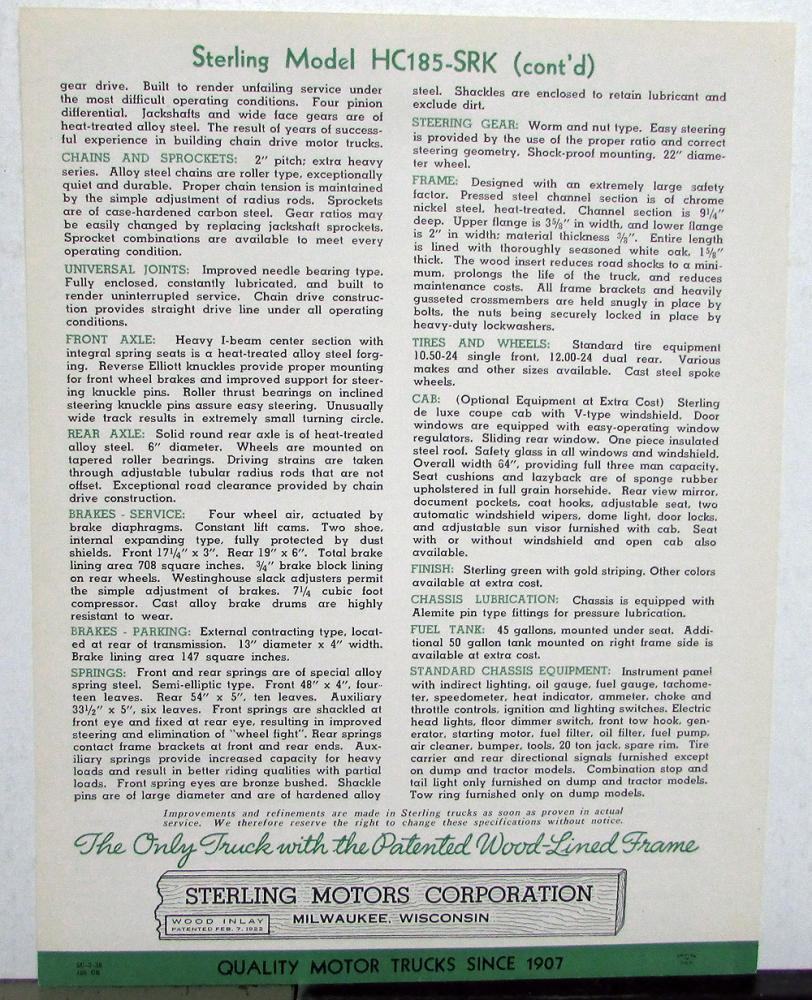 Sterling Model HC185-SRK (cont'd)
gear drive. Built to render unfailing service under
the most difficult operating conditions. Four pinion
differential. Jackshafts and wide face gears are of
heat-treated alloy steel. The result of years of success-
ful experience in building chain drive motor trucks.
CHAINS AND SPROCKETS: 2" pitch; extra heavy
series. Alloy steel chains are roller type, exceptionally
quiet and durable. Proper chain tension is maintained
by the simple adjustment of radius rods. Sprockets
are of case-hardened carbon steel. Gear ratios may
be easily changed by replacing jackshaft sprockets.
Sprocket combinations are available to meet every
operating condition.
UNIVERSAL JOINTS: Improved needle bearing type.
Fully enclosed, constantly lubricated, and built to
render uninterrupted service. Chain drive construc-
tion provides straight drive line under all operating
conditions.
FRONT AXLE: Heavy I-beam center section with
integral spring seats is a heat-treated alloy steel forg-
ing. Reverse Elliott knuckles provide proper mounting
for front wheel brakes and improved support for steer-
ing knuckle pins. Roller thrust bearings on inclined
steering knuckle pins assure easy steering. Unusually
wide track results in extremely small turning circle.
REAR AXLE: Solid round rear axle is of heat-treated
alloy steel. 6" diameter. Wheels are mounted on
tapered roller bearings. Driving strains are taken
through adjustable tubular radius rods that are not
offset. Exceptional road clearance provided by chain
drive construction.
BRAKES - SERVICE: Four wheel air, actuated by
brake diaphragms. Constant lift cams. Two shoe,
internal expanding type, fully protected by dust
shields. Front 17¼" x 3". Rear 19" x 6". Total brake
lining area 708 square inches. ¾" brake block lining
on rear wheels. Westinghouse slack adjusters permit
the simple adjustment of brakes. 7¼ cubic foot
compressor. Cast alloy brake drums are highly
resistant to wear.
BRAKES - PARKING: External contracting type, locat-
ed at rear of transmission. 13" diameter x 4" width.
Brake lining area 147 square inches.
SPRINGS: Front and rear springs are of special alloy
spring steel. Semi-elliptic type. Front 48" x 4", four-
teen leaves. Rear 54" x 5", ten leaves. Auxiliary
33½" x 5", six leaves. Front springs are shackled at
front eye and fixed at rear eye, resulting in improved
steering and elimination of "wheel fight". Rear springs
contact frame brackets at front and rear ends. Aux-
iliary springs provide increased capacity for heavy
loads and result in better riding qualities with partial
loads. Front spring eyes are bronze bushed. Shackle
pins are of large diameter and are of hardened alloy
steel. Shackles are enclosed to retain lubricant and
exclude dirt.
STEERING GEAR: Worm and nut type. Easy steering
is provided by the use of the proper ratio and correct
steering geometry. Shock-proof mounting. 22" diame-
ter wheel.
FRAME: Designed with an extremely large safety
factor. Pressed steel channel section is of chrome
nickel steel, heat-treated. Channel section is 9¼"
deep. Upper flange is 3⅝" in width, and lower flange
is 2" in width; material thickness ⅜". Entire length
is lined with thoroughly seasoned white oak, 1⅝"
thick. The wood insert reduces road shocks to a mini-
mum, prolongs the life of the truck, and reduces
maintenance costs. All frame brackets and heavily
gusseted crossmembers are held snugly in place by
bolts, the nuts being securely locked in place by
heavy-duty lockwashers.
TIRES AND WHEELS: Standard tire equipment
10.50-24 single front, 12.00-24 dual rear. Various
makes and other sizes available. Cast steel spoke
wheels.
CAB: (Optional Equipment at Extra Cost) Sterling
de luxe coupe cab with V-type windshield. Door
windows are equipped with easy-operating window
regulators. Sliding rear window. One piece insulated
steel roof. Safety glass in all windows and windshield.
Overall width 64", providing full three man capacity.
Seat cushions and lazyback are of sponge rubber
upholstered in full grain horsehide. Rear view mirror,
document pockets, coat hooks, adjustable seat, two
automatic windshield wipers, dome light, door locks,
and adjustable sun visor furnished with cab. Seat
with or without windshield and open cab also
available.
FINISH: Sterling green with gold striping. Other colors
available at extra cost.
CHASSIS LUBRICATION: Chassis is equipped with
Alemite pin type fittings for pressure lubrication.
FUEL TANK: 45 gallons, mounted under seat. Addi-
tional 50 gallon tank mounted on right frame side is
available at extra cost.
STANDARD CHASSIS EQUIPMENT: Instrument panel
with indirect lighting, oil gauge, fuel gauge, tachome-
ter, speedometer, heat indicator, ammeter, choke and
throttle controls, ignition and lighting switches. Electric
head lights, floor dimmer switch, front tow hook, gen-
erator, starting motor, fuel filter, oil filter, fuel pump,
air cleaner, bumper, tools, 20 ton jack, spare rim. Tire
carrier and rear directional signals furnished except
on dump and tractor models. Combination stop and
tail light only furnished on dump and tractor models.
Tow ring furnished only on dump models.
Improvements and refinements are made in Sterling trucks as soon as proven in actual
service. We therefore reserve the right to change these specifications without notice.
The Only Truck with the Patented Wood-Lined Frame
STERLING MOTORS CORPORATION
WOOD INLAY
PATENTED FEB. 7, 1922
MILWAUKEE, WISCONSIN
QUALITY MOTOR TRUCKS SINCE 1907